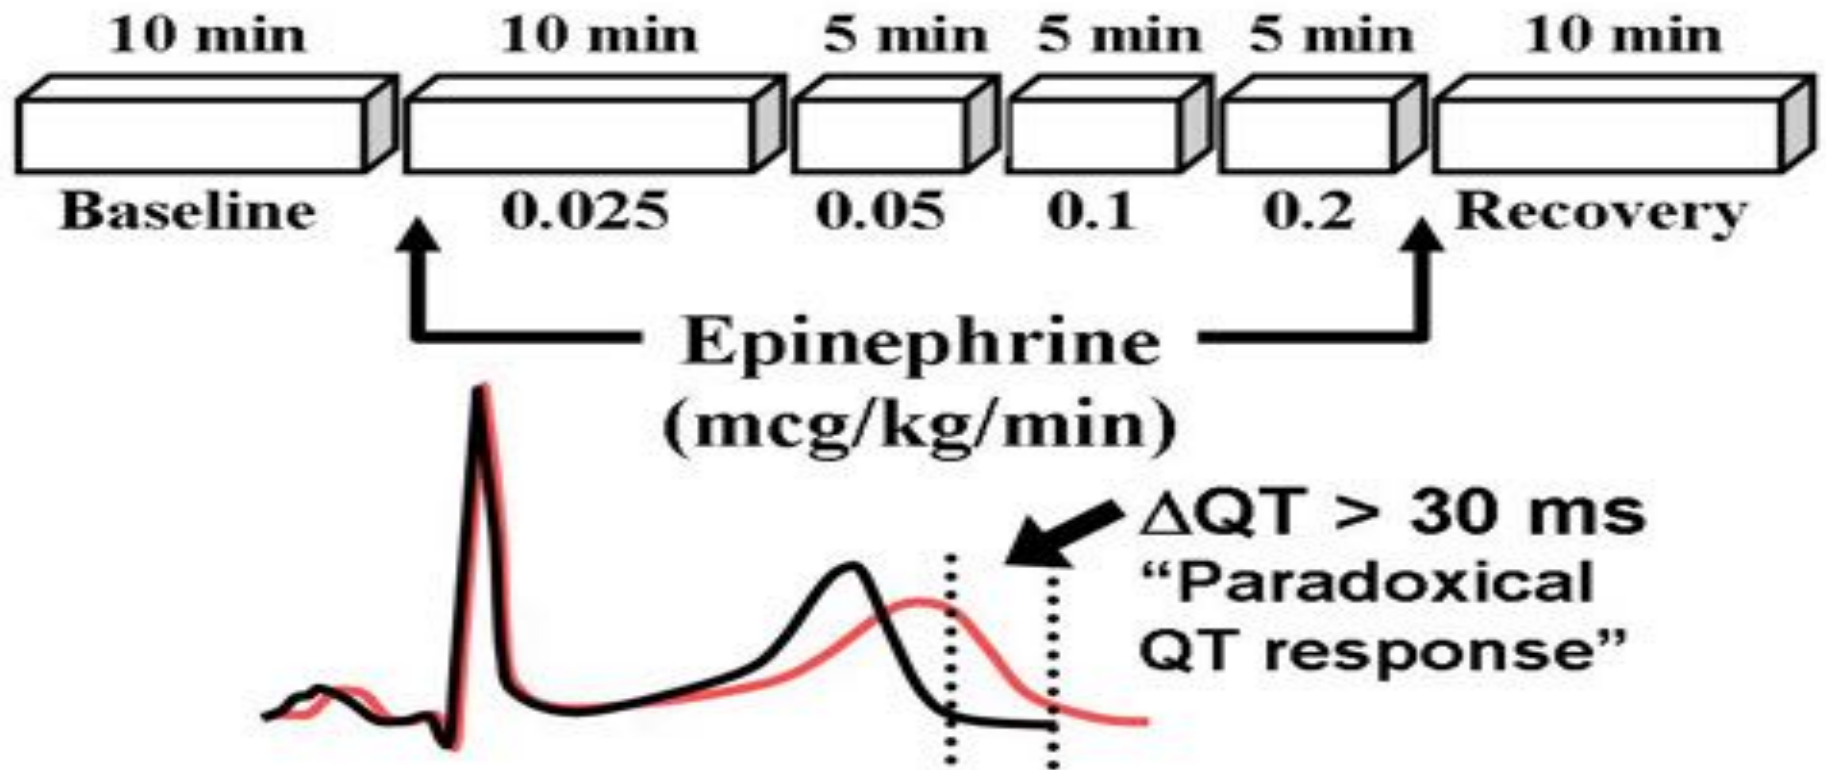 10 min 10 min 5 min 5 min 5 min 10 min
Baseline 0.025 0.05 0.1 0.2 Recovery
Epinephrine
(mcg/kg/min)
ΔQT > 30 ms
“Paradoxical
QT response”